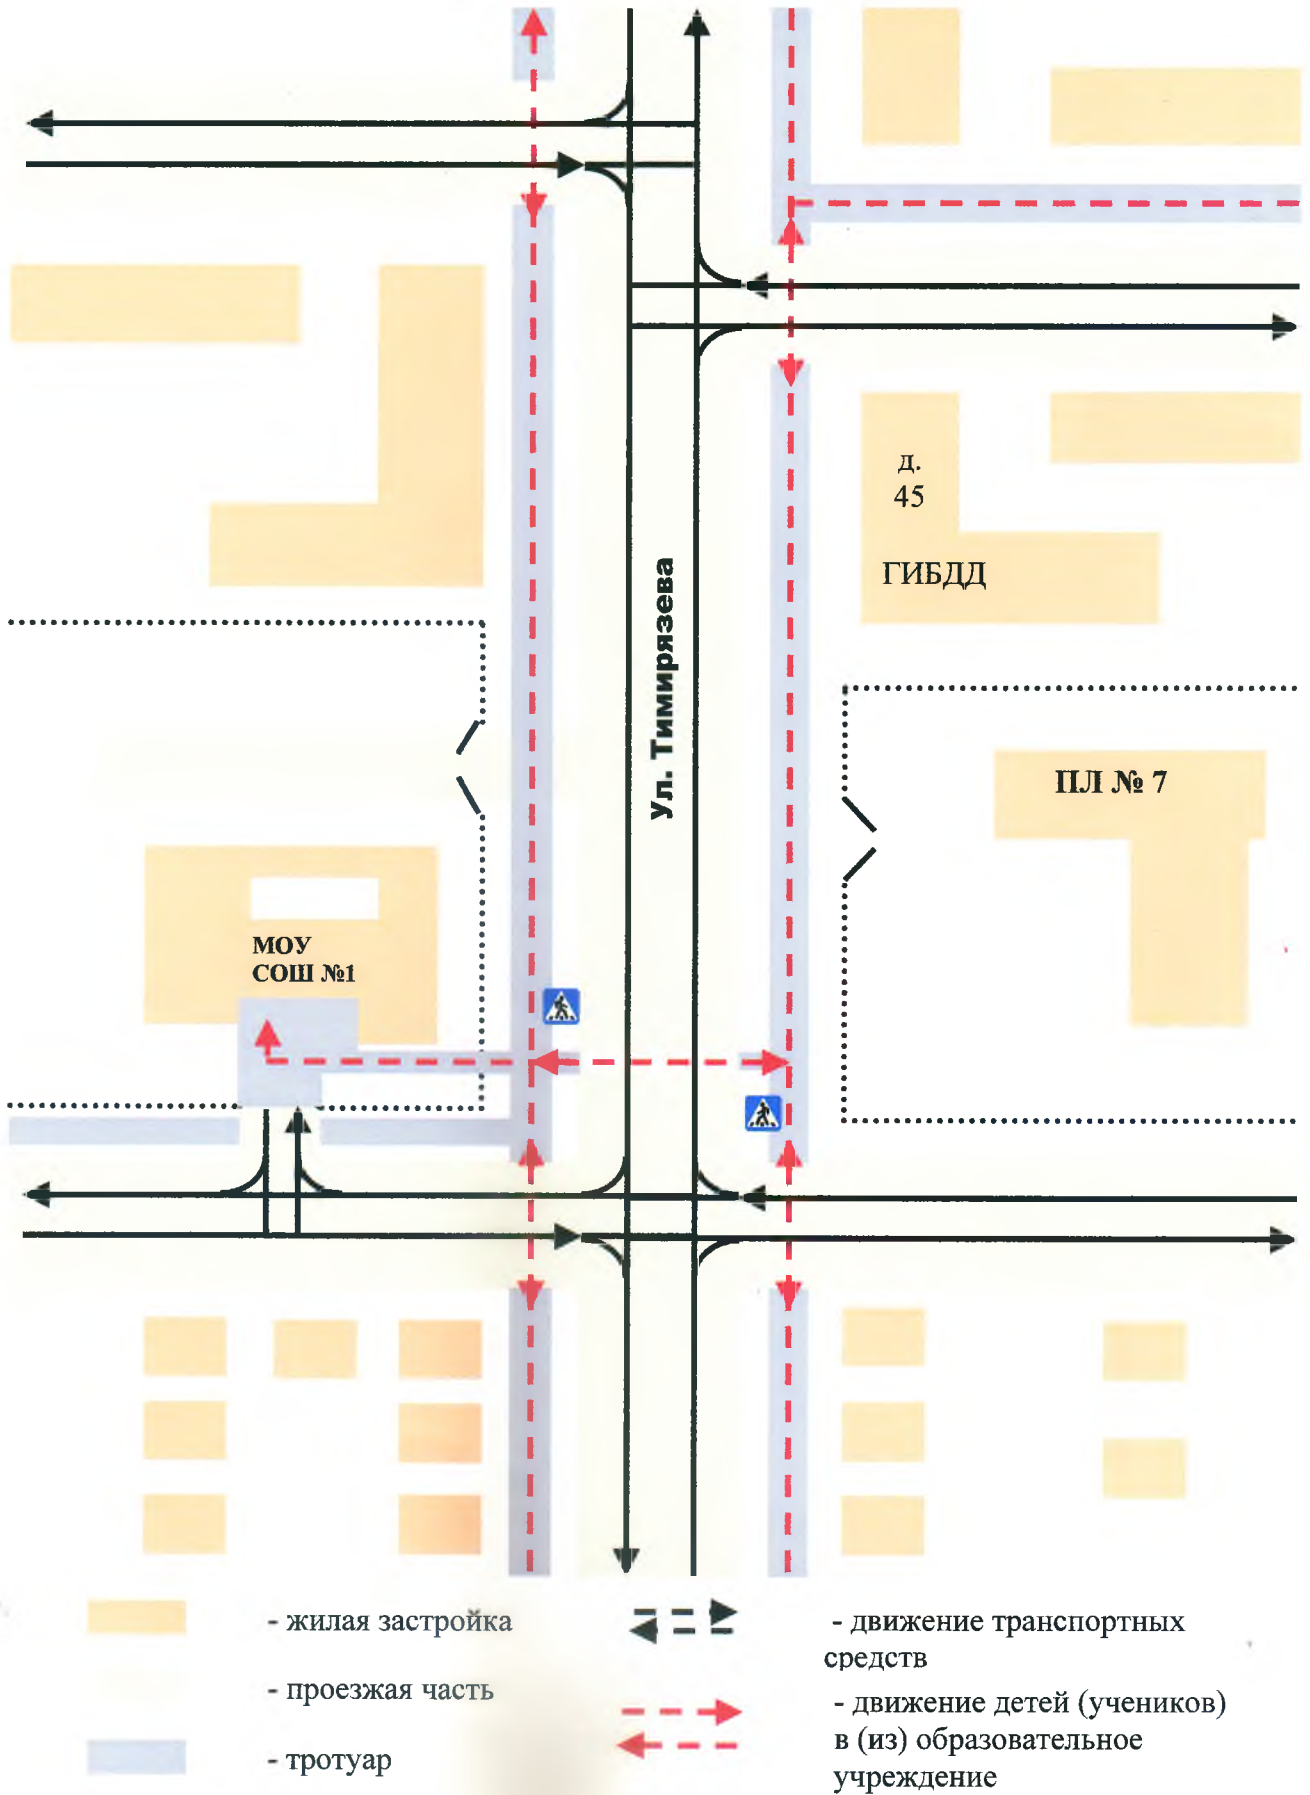 д.
45
ГИБДД
Ул. Тимирязева
ПЛ № 7
МОУ
СОШ №1
- жилая застройка
- проезжая часть
- тротуар
- движение транспортных
средств
- движение детей (учеников)
в (из) образовательное
учреждение